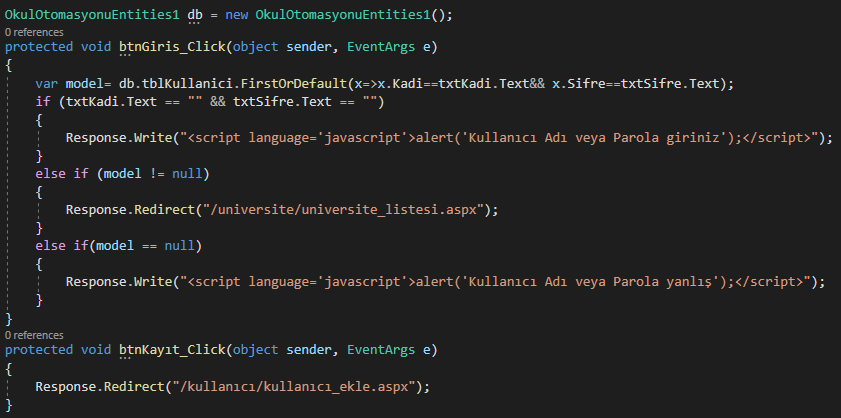 OkulOtomasyonuEntities1 db = new OkulOtomasyonuEntities1();
0 references
protected void btnGiris_Click(object sender, EventArgs e)
{
var model= db.tblKullanici.FirstOrDefault(x=>x.Kadi==txtKadi.Text&& x.Sifre==txtSifre.Text);
if (txtKadi.Text == "" && txtSifre.Text == "")
{
Response.Write("<script language='javascript'>alert('Kullanıcı Adı veya Parola giriniz');</script>");
}
else if (model != null)
{
Response.Redirect("/universite/universite_listesi.aspx");
}
else if(model == null)
{
Response.Write("<script language='javascript'>alert('Kullanıcı Adı veya Parola yanlış');</script>");
}
}
0 references
protected void btnKayıt_Click(object sender, EventArgs e)
{
Response.Redirect("/kullanıcı/kullanıcı_ekle.aspx");
}